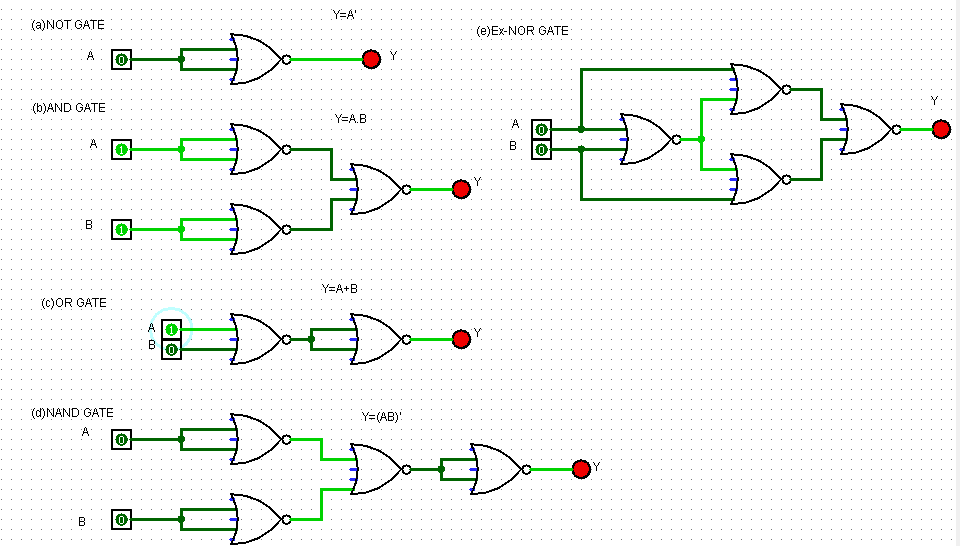 (a)NOT GATE
Y=A'
A
0
Y
(b)AND GATE
Y=A.B
A
1
B
1
Y
(c)OR GATE
Y=A+B
A
1
B
0
Y
(d)NAND GATE
Y=(AB)'
A
0
B
0
Y
(e)Ex-NOR GATE
A
0
B
0
Y